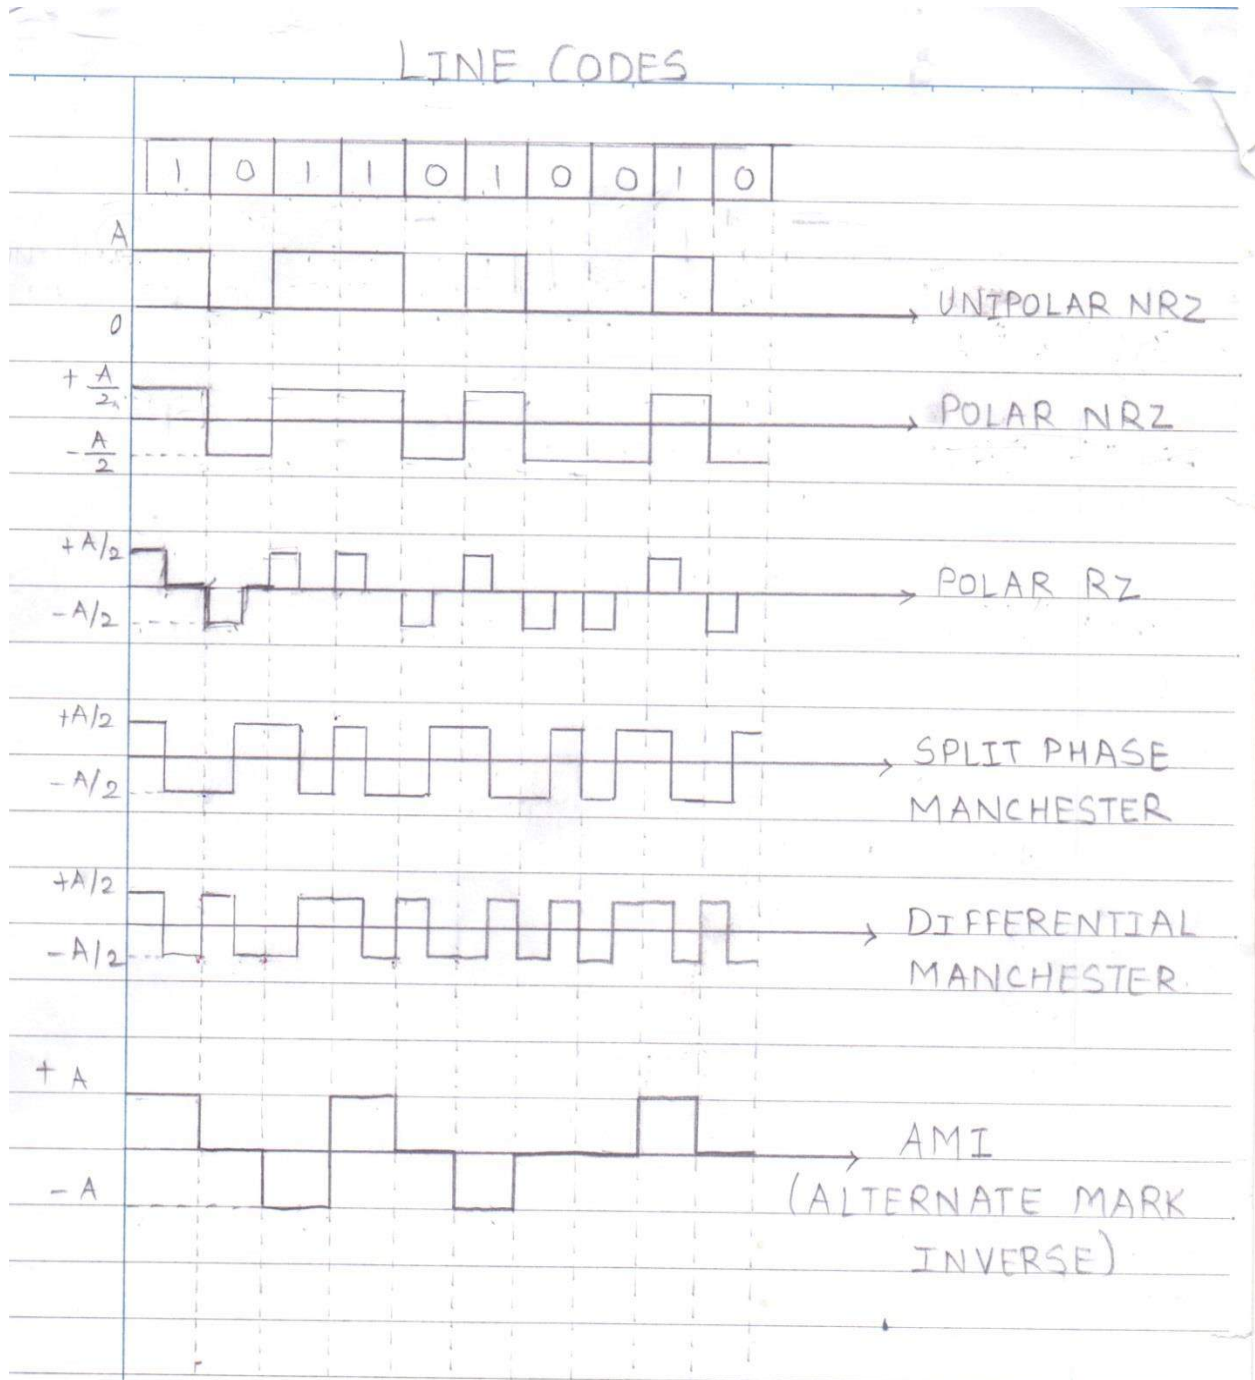 LINE CODES
1 0 1 1 0 1 0 0 1 0
A
0
UNIPOLAR NRZ
+ A/2
- A/2
POLAR NRZ
+A/2
-A/2
POLAR RZ
+A/2
-A/2
SPLIT PHASE
MANCHESTER
+A/2
-A/2
DIFFERENTIAL
MANCHESTER
+ A
- A
AMI
(ALTERNATE MARK
INVERSE)